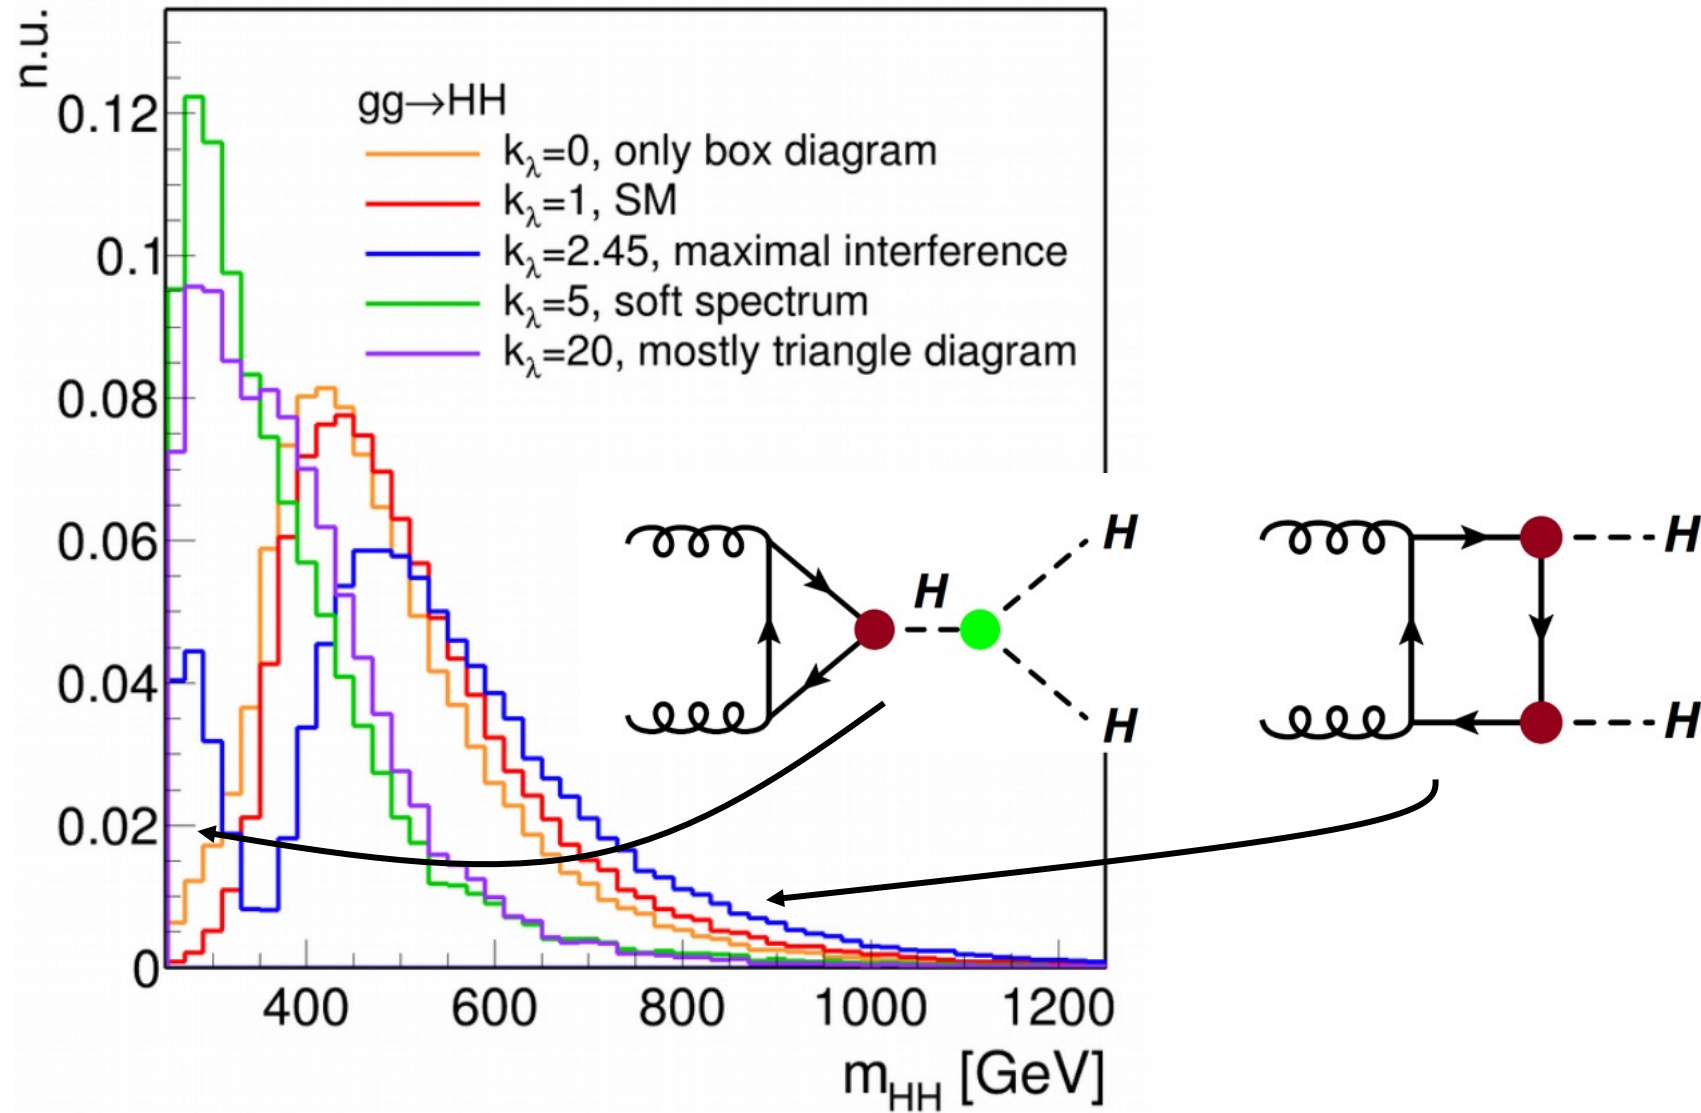 n.u.
0.12
0.1
0.08
0.06
0.04
0.02
0
gg→HH
kλ=0, only box diagram
kλ=1, SM
kλ=2.45, maximal interference
kλ=5, soft spectrum
kλ=20, mostly triangle diagram
H
H
H
H
H
400 600 800 1000 1200
mHH [GeV]